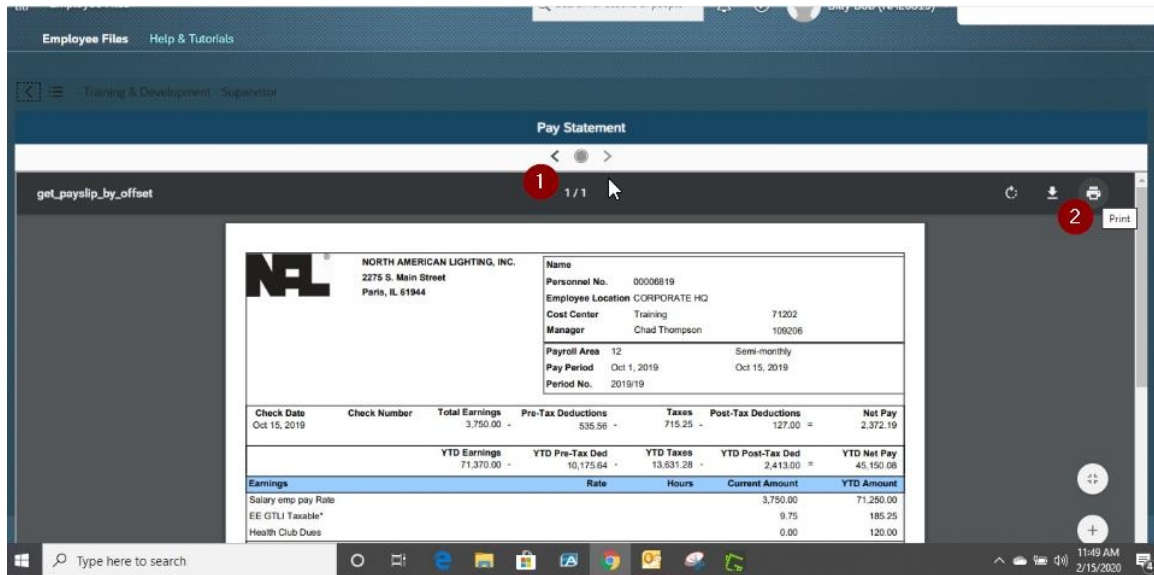 Employee Files Help & Tutorials
- Training & Development - Supervisor
Pay Statement
< >
1
get_payslip_by_offset 1 / 1
2 Print
NAL ®
NORTH AMERICAN LIGHTING, INC.
2275 S. Main Street
Paris, IL 61944
Name
Personnel No. 00006819
Employee Location CORPORATE HQ
Cost Center Training 71202
Manager Chad Thompson 109206
Payroll Area 12 Semi-monthly
Pay Period Oct 1, 2019 Oct 15, 2019
Period No. 2019/19
Check Date Check Number Total Earnings Pre-Tax Deductions Taxes Post-Tax Deductions Net Pay
Oct 15, 2019 3,750.00 - 535.56 - 715.25 - 127.00 = 2,372.19
YTD Earnings YTD Pre-Tax Ded YTD Taxes YTD Post-Tax Ded YTD Net Pay
71,370.00 - 10,175.64 - 13,631.28 - 2,413.00 = 45,150.08
Earnings Rate Hours Current Amount YTD Amount
Salary emp pay Rate 3,750.00 71,250.00
EE GTLI Taxable* 9.75 185.25
Health Club Dues 0.00 120.00
Type here to search
11:49 AM
2/15/2020